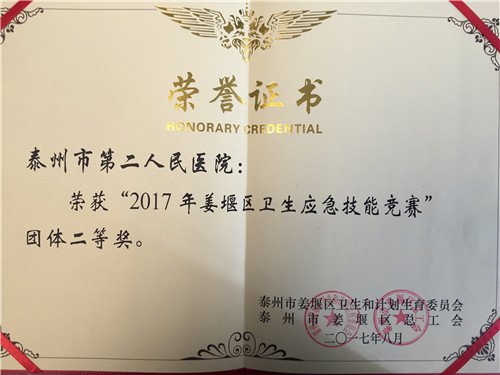 荣誉证书
HONORARY CREDENTIAL
泰州市第二人民医院：
荣获“2017年姜堰区卫生应急技能竞赛”
团体二等奖。
泰州市姜堰区卫生和计划生育委员会
泰州市姜堰区总工会
二〇一七年八月